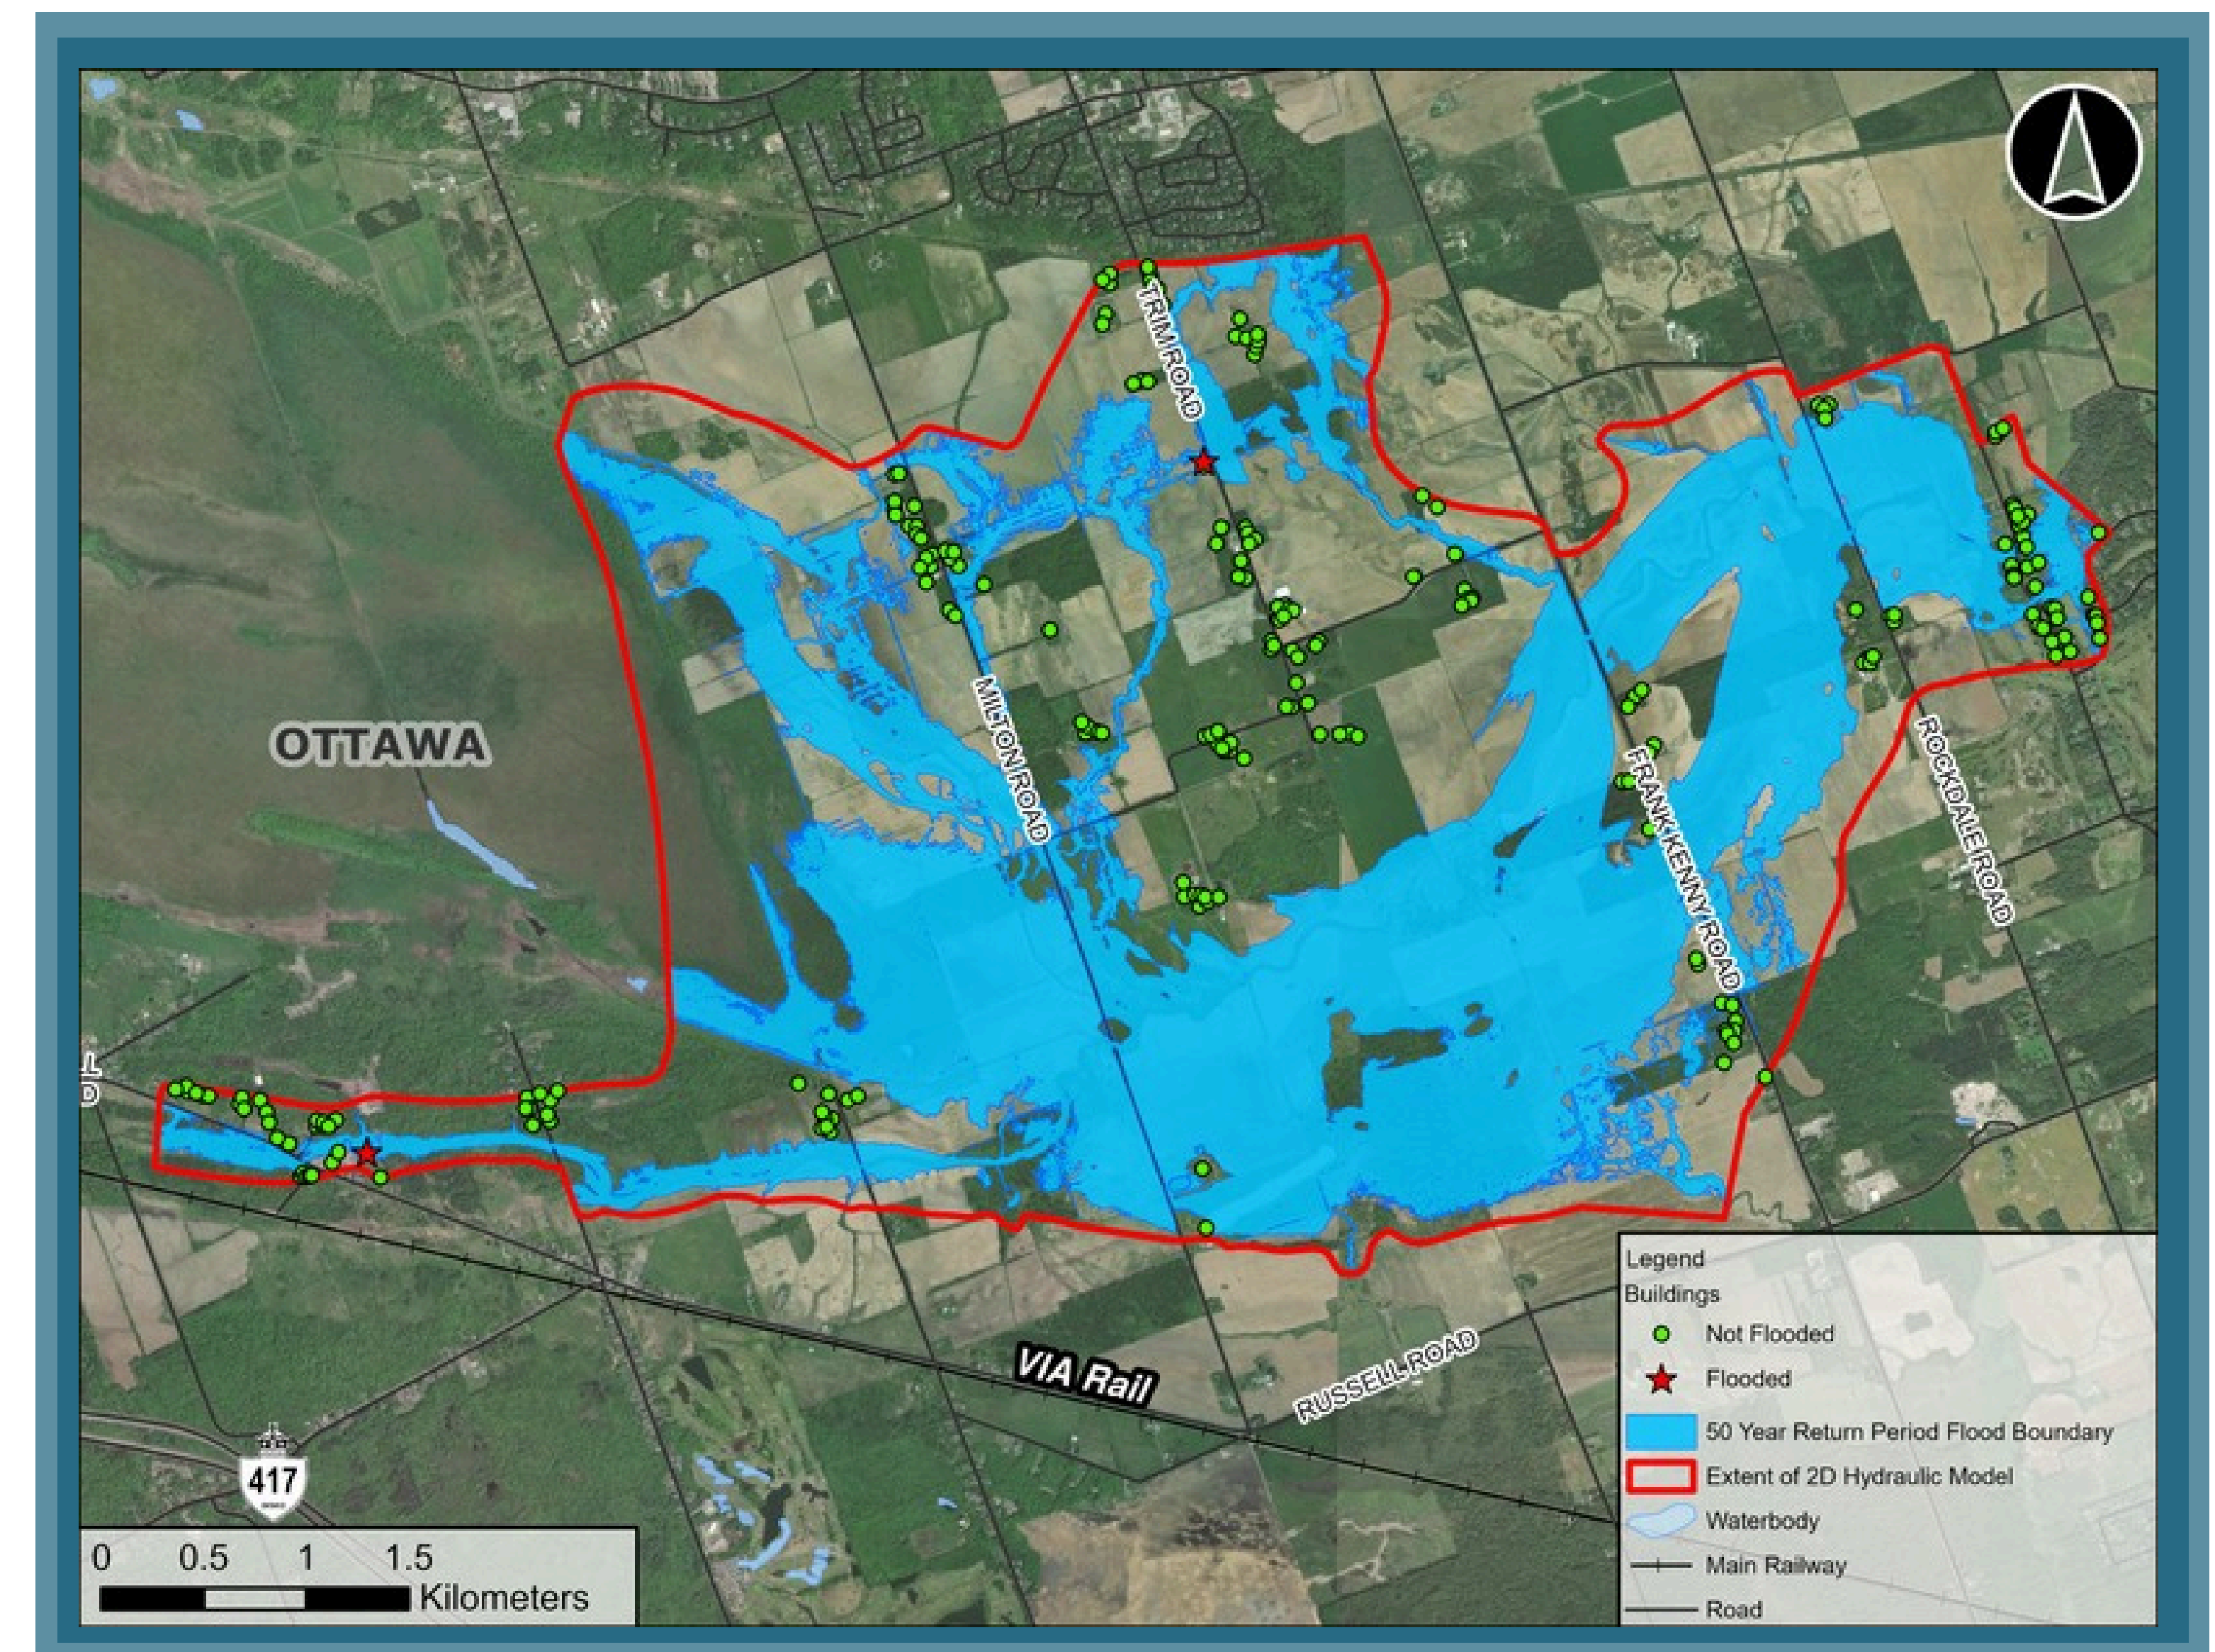 TRIM ROAD
OTTAWA
MILTON ROAD
FRANK KENNY ROAD
ROCKDALE ROAD
L
D
VIA Rail
RUSSELL ROAD
417
0 0.5 1 1.5
Kilometers
Legend
Buildings
Not Flooded
Flooded
50 Year Return Period Flood Boundary
Extent of 2D Hydraulic Model
Waterbody
Main Railway
Road